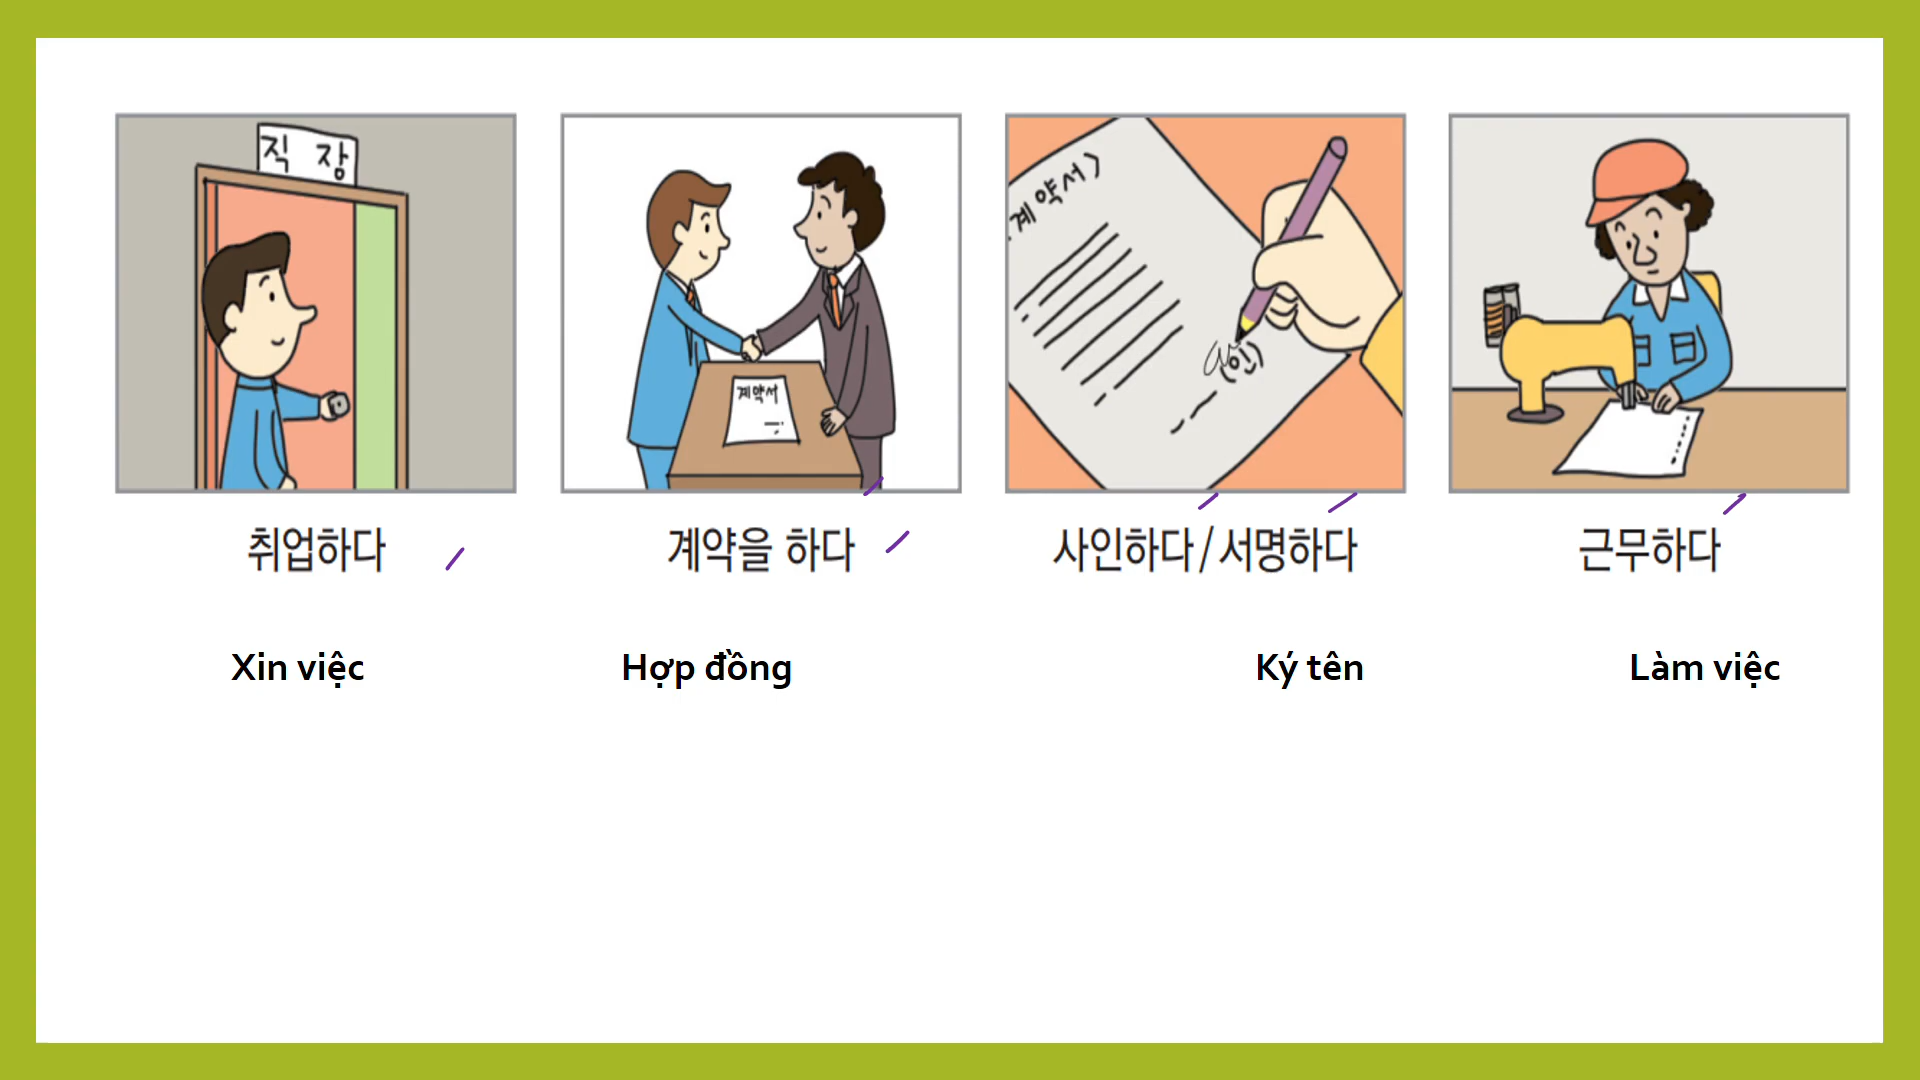 직 장
계약서
계약서)
(인)
취업하다
계약을 하다
사인하다/서명하다
근무하다
Xin việc
Hợp đồng
Ký tên
Làm việc